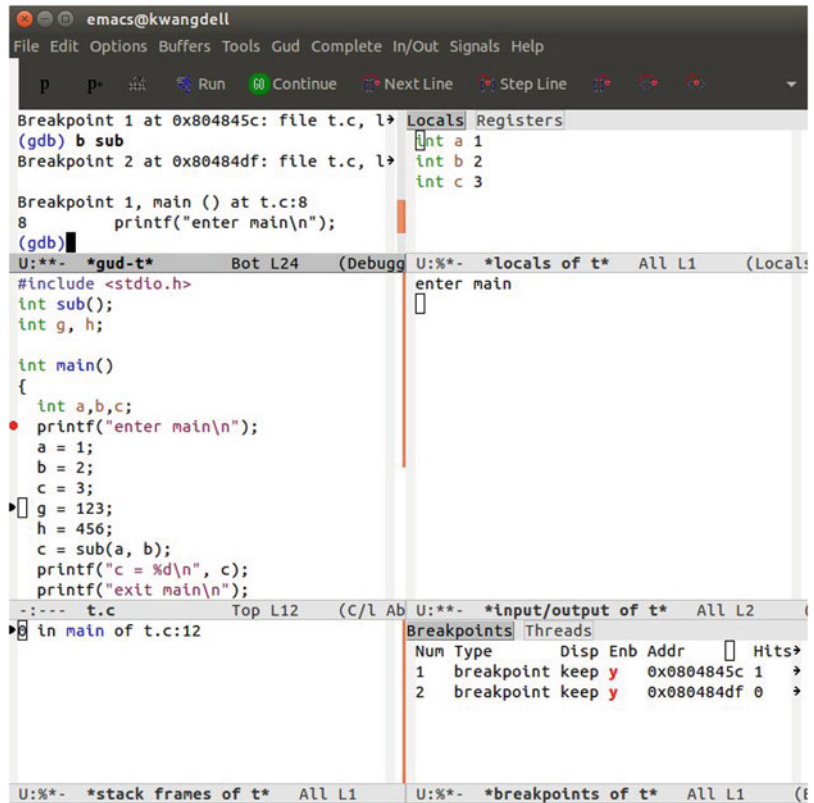 emacs@kwangdell
File Edit Options Buffers Tools Gud Complete In/Out Signals Help
p p* Run GO Continue Next Line Step Line
Breakpoint 1 at 0x804845c: file t.c, l
(gdb) b sub
Breakpoint 2 at 0x80484df: file t.c, l
Breakpoint 1, main () at t.c:8
8 printf("enter main\n");
(gdb)
U:**- *gud-t* Bot L24 (Debugg
Locals Registers
int a 1
int b 2
int c 3
U:%*- *locals of t* All L1 (Locals
#include <stdio.h>
int sub();
int g, h;
int main()
{
int a,b,c;
printf("enter main\n");
a = 1;
b = 2;
c = 3;
g = 123;
h = 456;
c = sub(a, b);
printf("c = %d\n", c);
printf("exit main\n");
-:--- t.c Top L12 (C/l Ab
enter main
U:**- *input/output of t* All L2 (
0 in main of t.c:12
U:%*- *stack frames of t* All L1
Breakpoints Threads
Num Type Disp Enb Addr Hits
1 breakpoint keep y 0x0804845c 1
2 breakpoint keep y 0x080484df 0
U:%*- *breakpoints of t* All L1 (